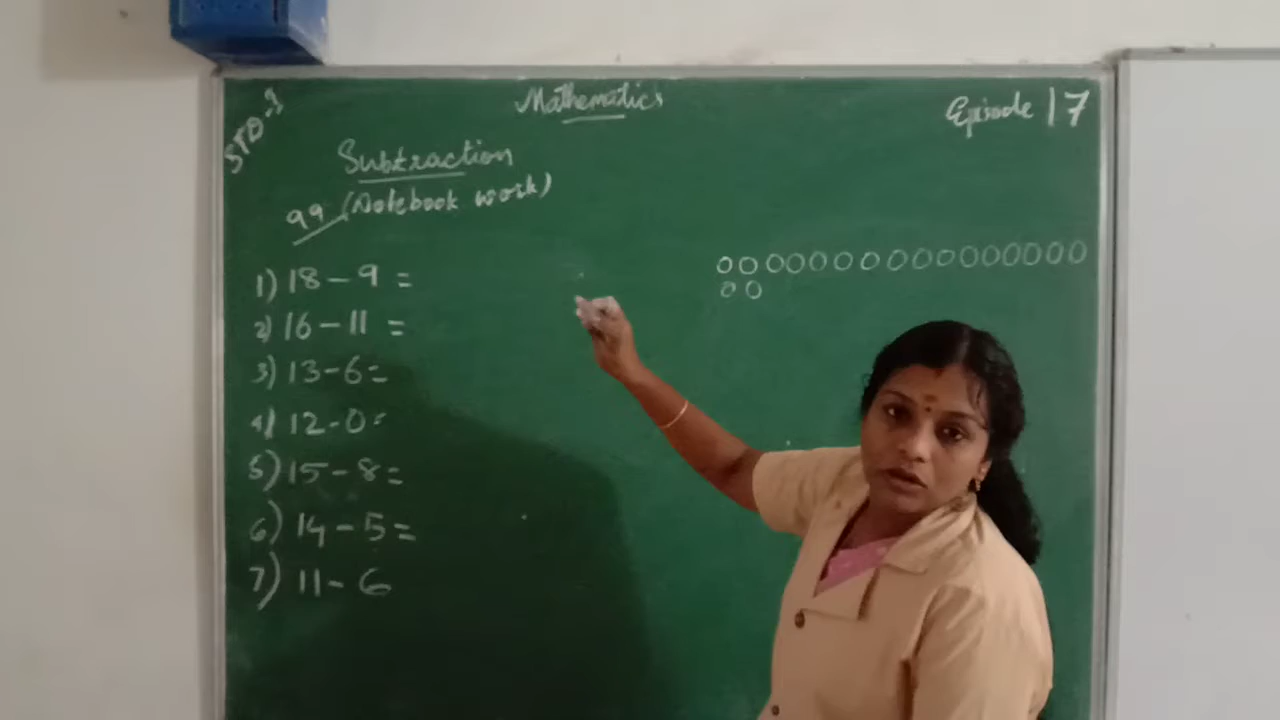 STD-1
Mathematics
Episode 17
Subtraction
99 (Notebook work)
1) 18 - 9 =
2) 16 - 11 =
3) 13 - 6 =
4) 12 - 0 =
5) 15 - 8 =
6) 14 - 5 =
7) 11 - 6